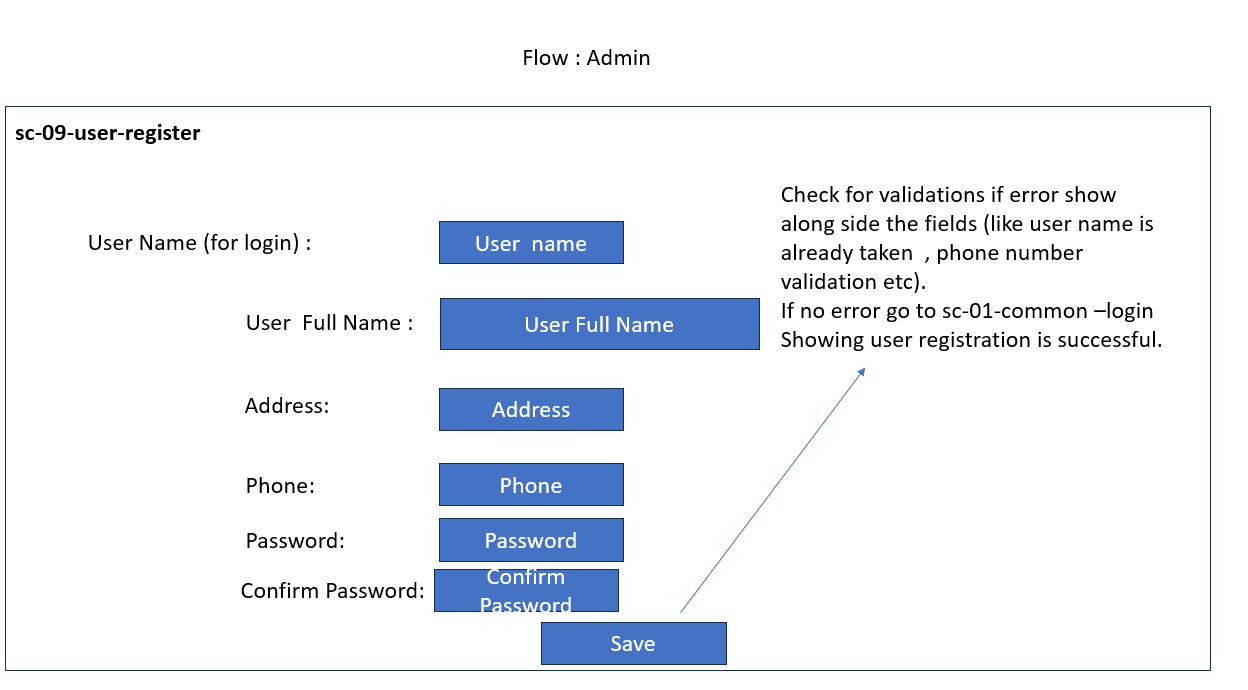 Flow : Admin
sc-09-user-register
Check for validations if error show
along side the fields (like user name is
already taken , phone number
validation etc).
If no error go to sc-01-common –login
Showing user registration is successful.
User Name (for login) :
User name
User Full Name :
User Full Name
Address:
Address
Phone:
Phone
Password:
Password
Confirm Password:
Confirm
Password
Save